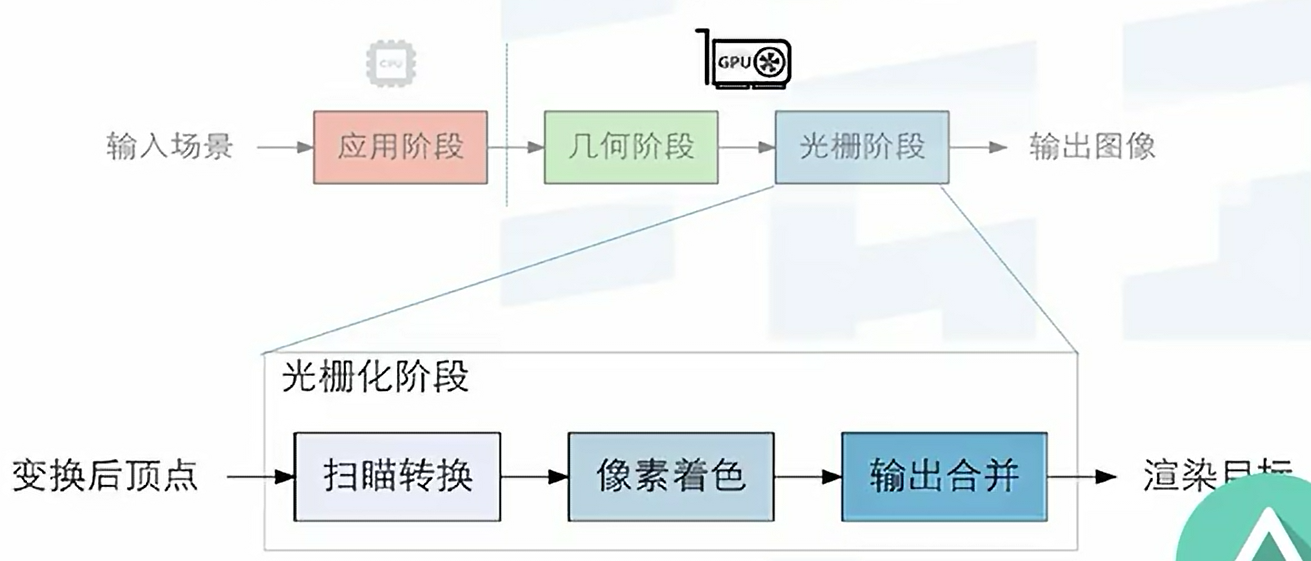 CPU
GPU
输入场景
应用阶段
几何阶段
光栅阶段
输出图像
光栅化阶段
变换后顶点
扫瞄转换
像素着色
输出合并
渲染目标